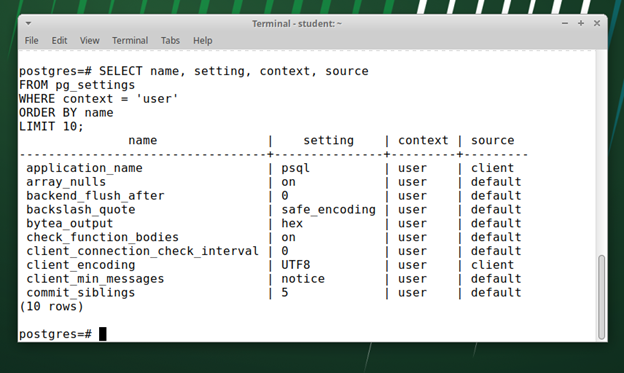 Terminal - student: ~
File Edit View Terminal Tabs Help
postgres=# SELECT name, setting, context, source
FROM pg_settings
WHERE context = 'user'
ORDER BY name
LIMIT 10;
name | setting | context | source
---------------------------------+--------------+---------+---------
application_name | psql | user | client
array_nulls | on | user | default
backend_flush_after | 0 | user | default
backslash_quote | safe_encoding | user | default
bytea_output | hex | user | default
check_function_bodies | on | user | default
client_connection_check_interval | 0 | user | default
client_encoding | UTF8 | user | client
client_min_messages | notice | user | default
commit_siblings | 5 | user | default
(10 rows)
postgres=#